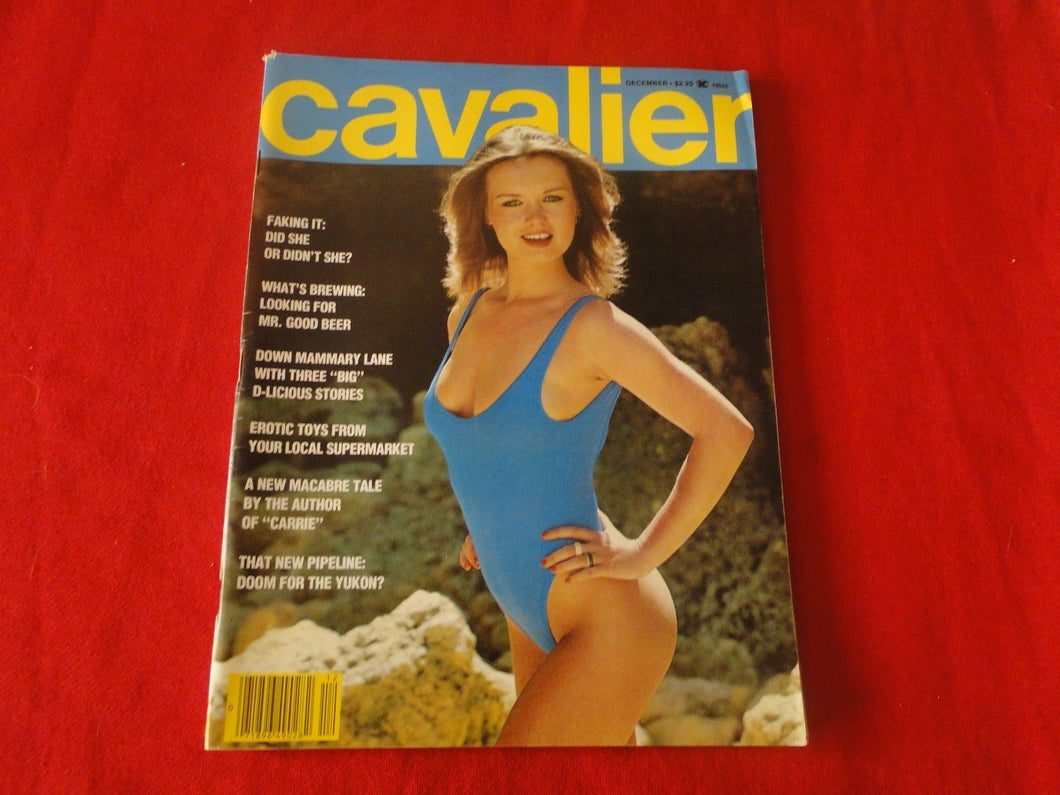 DECEMBER • $2.25
cavalier
FAKING IT:
DID SHE
OR DIDN'T SHE?
WHAT'S BREWING:
LOOKING FOR
MR. GOOD BEER
DOWN MAMMARY LANE
WITH THREE "BIG"
D-LICIOUS STORIES
EROTIC TOYS FROM
YOUR LOCAL SUPERMARKET
A NEW MACABRE TALE
BY THE AUTHOR
OF "CARRIE"
THAT NEW PIPELINE:
DOOM FOR THE YUKON?
12
0